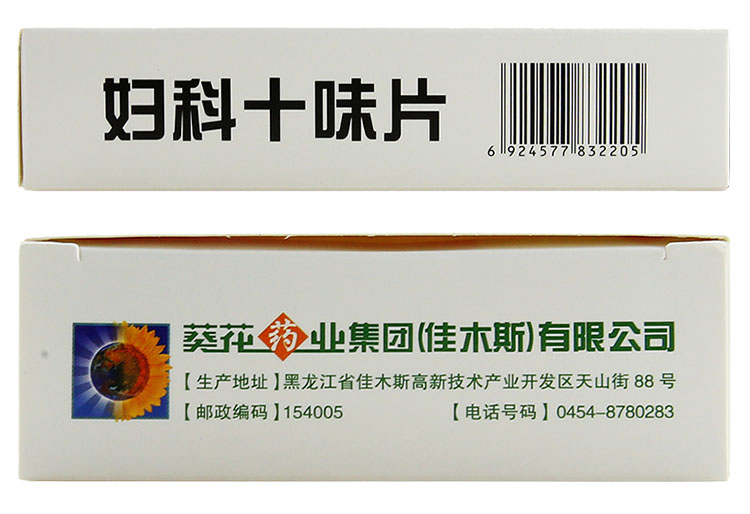 妇科十味片
6 924577 832205
葵花药业集团(佳木斯)有限公司
【生产地址】黑龙江省佳木斯高新技术产业开发区天山街 88 号
【邮政编码】154005 【电话号码】0454-8780283